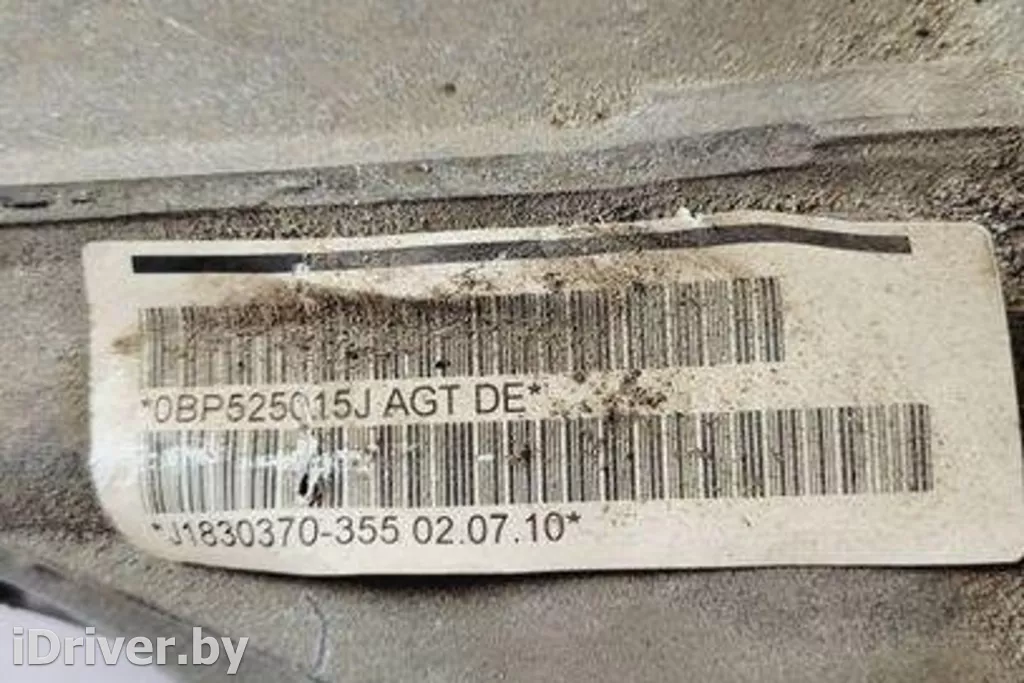 *0BP525015J AGT DE*
*J1830370-355 02.07.10*
iDriver.by